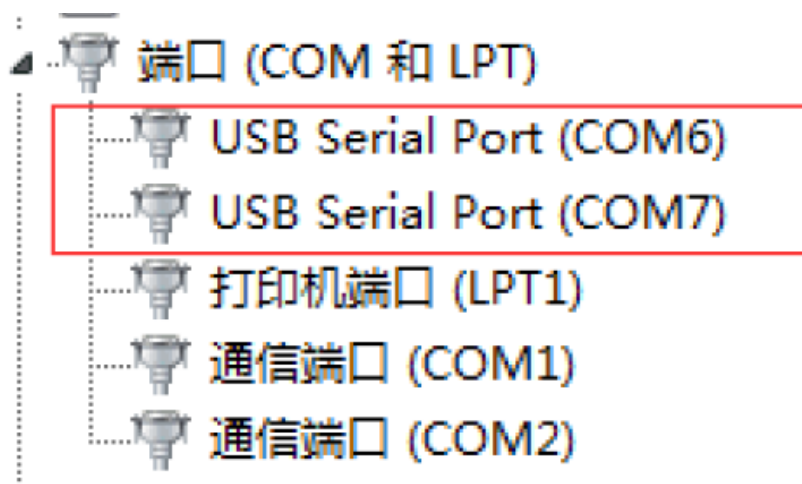 端口 (COM 和 LPT)
USB Serial Port (COM6)
USB Serial Port (COM7)
打印机端口 (LPT1)
通信端口 (COM1)
通信端口 (COM2)